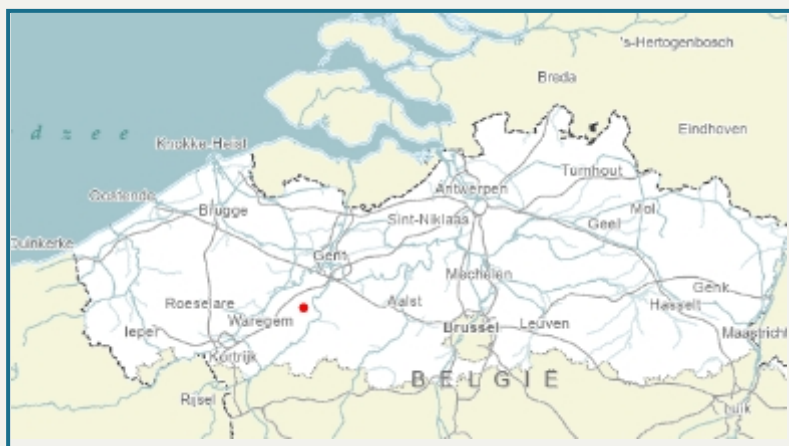 's-Hertogenbosch
Breda
Eindhoven
d z e e
Knokke-Heist
Turnhout
Oostende
Antwerpen
Brugge
Sint-Niklaas
Geel
Mol
Duinkerke
Gent
Mechelen
Genk
Roeselare
Aalst
Hasselt
Waregem
Brussel
Leuven
Ieper
Maastricht
Kortrijk
BELGIË
Rijsel
Luik